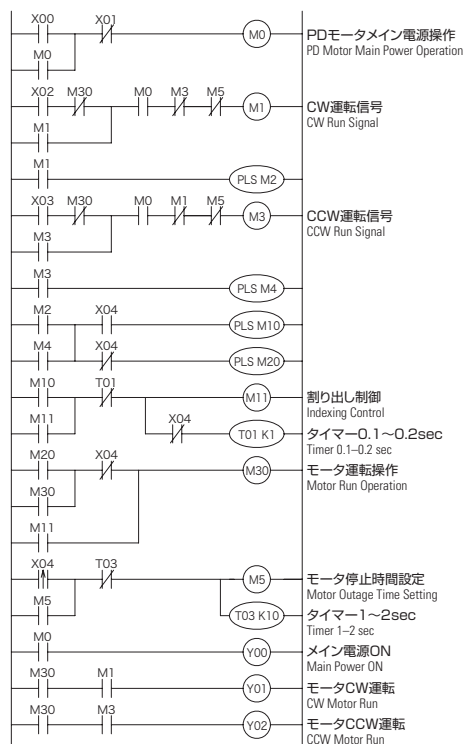 X00 X01
M0 PDモータメイン電源操作
PD Motor Main Power Operation
M0
X02 M30 M0 M3 M5
M1 CW運転信号
CW Run Signal
M1
M1
PLS M2
X03 M30 M0 M1 M5
M3 CCW運転信号
CCW Run Signal
M3
M3
PLS M4
M2 X04
PLS M10
M4 X04
PLS M20
M10 T01
M11 割り出し制御
Indexing Control
M11 X04
T01 K1 タイマー0.1〜0.2sec
Timer 0.1–0.2 sec
M20 X04
M30 モータ運転操作
Motor Run Operation
M30
M11
X04 T03
M5 モータ停止時間設定
Motor Outage Time Setting
M5
T03 K10 タイマー1〜2sec
Timer 1–2 sec
M0
Y00 メイン電源ON
Main Power ON
M30 M1
Y01 モータCW運転
CW Motor Run
M30 M3
Y02 モータCCW運転
CCW Motor Run